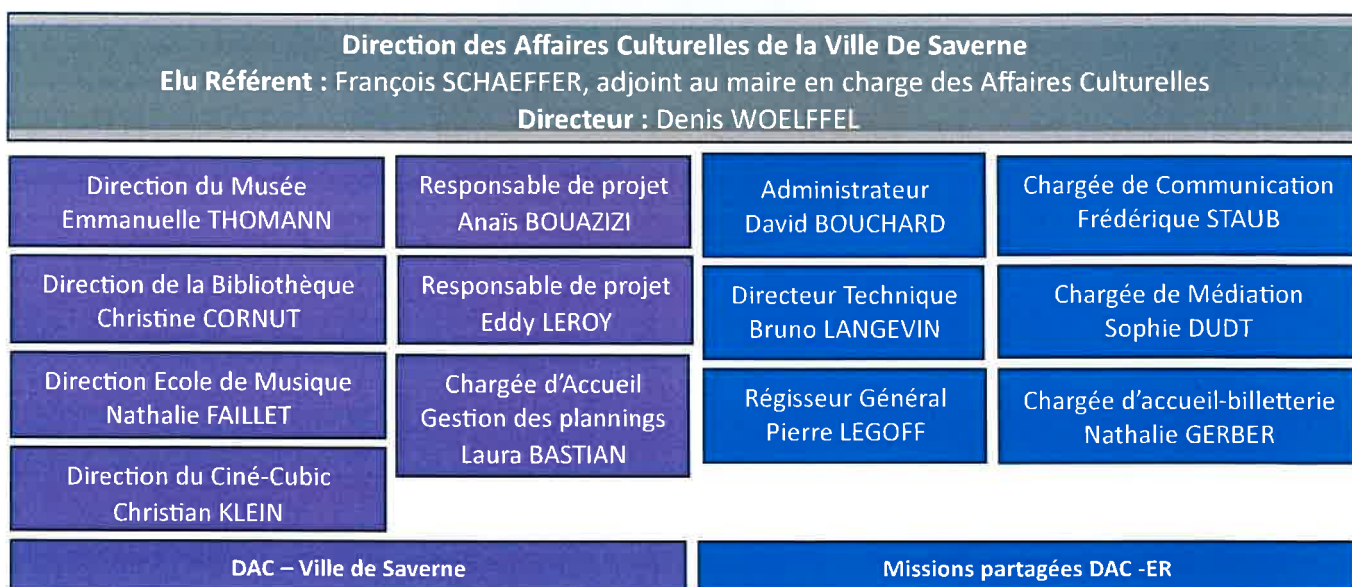 Direction des Affaires Culturelles de la Ville De Saverne
Elu Référent : François SCHAEFFER, adjoint au maire en charge des Affaires Culturelles
Directeur : Denis WOELFFEL
Direction du Musée
Emmanuelle THOMANN
Direction de la Bibliothèque
Christine CORNUT
Direction Ecole de Musique
Nathalie FAILLET
Direction du Ciné-Cubic
Christian KLEIN
Responsable de projet
Anaïs BOUAZIZI
Responsable de projet
Eddy LEROY
Chargée d'Accueil
Gestion des plannings
Laura BASTIAN
Administrateur
David BOUCHARD
Directeur Technique
Bruno LANGEVIN
Régisseur Général
Pierre LEGOFF
Chargée de Communication
Frédérique STAUB
Chargée de Médiation
Sophie DUDT
Chargée d'accueil-billetterie
Nathalie GERBER
DAC – Ville de Saverne
Missions partagées DAC -ER